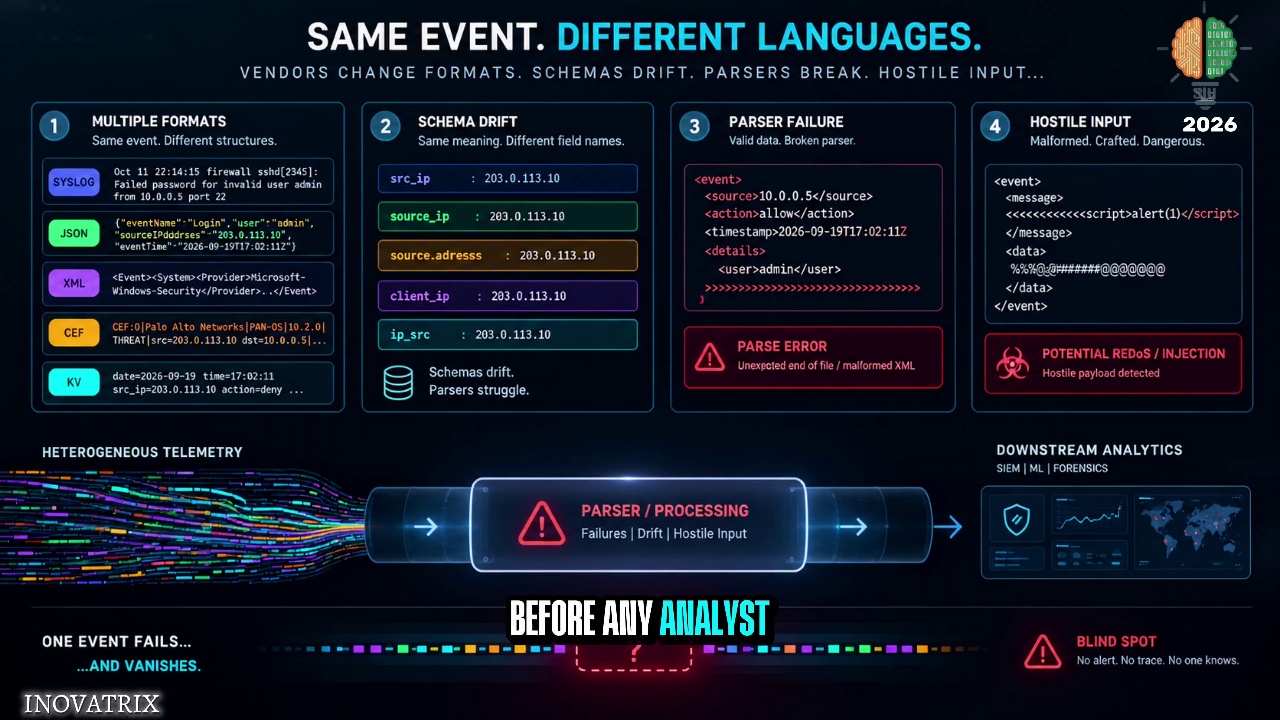 SAME EVENT. DIFFERENT LANGUAGES.
VENDORS CHANGE FORMATS. SCHEMAS DRIFT. PARSERS BREAK. HOSTILE INPUT...
SIH
2026
1
MULTIPLE FORMATS
Same event. Different structures.
SYSLOG
Oct 11 22:14:15 firewall sshd[2345]:
Failed password for invalid user admin
from 10.0.0.5 port 22
JSON
{"eventName"-"Login","user"-"admin",
"sourceIPdddrses"-"203.0.113.10",
"eventTime"-"2026-09-19T17:02:11Z"}
XML
<Event><System><Provider>Microsoft-
Windows-Security</Provider>..</Event>
CEF
CEF:0|Palo Alto Networks|PAN-OS|10.2.0|
THREAT|src=203.0.113.10 dst=10.0.0.5|...
KV
date=2026-09-19 time=17:02:11
src_ip=203.0.113.10 action=deny ...
2
SCHEMA DRIFT
Same meaning. Different field names.
src_ip : 203.0.113.10
source_ip : 203.0.113.10
source.adresss : 203.0.113.10
client_ip : 203.0.113.10
ip_src : 203.0.113.10
Schemas drift.
Parsers struggle.
3
PARSER FAILURE
Valid data. Broken parser.
<event>
<source>10.0.0.5</source>
<action>allow</action>
<timestamp>2026-09-19T17:02:11Z
<details>
<user>admin</user>
>>>>>>>>>>>>>>>>>>>>>>>>>>>>>>>
)
PARSE ERROR
Unexpected end of file / malformed XML
4
HOSTILE INPUT
Malformed. Crafted. Dangerous.
<event>
<message>
<<<<<<<<<<<<script>alert(1)</script>
</message>
<data>
%%%@@#######@@@@@@@
</data>
</event>
POTENTIAL REDoS / INJECTION
Hostile payload detected
HETEROGENEOUS TELEMETRY
PARSER / PROCESSING
Failures | Drift | Hostile Input
DOWNSTREAM ANALYTICS
SIEM | ML | FORENSICS
BEFORE ANY ANALYST
ONE EVENT FAILS...
...AND VANISHES.
?
BLIND SPOT
No alert. No trace. No one knows.
INOVATRIX